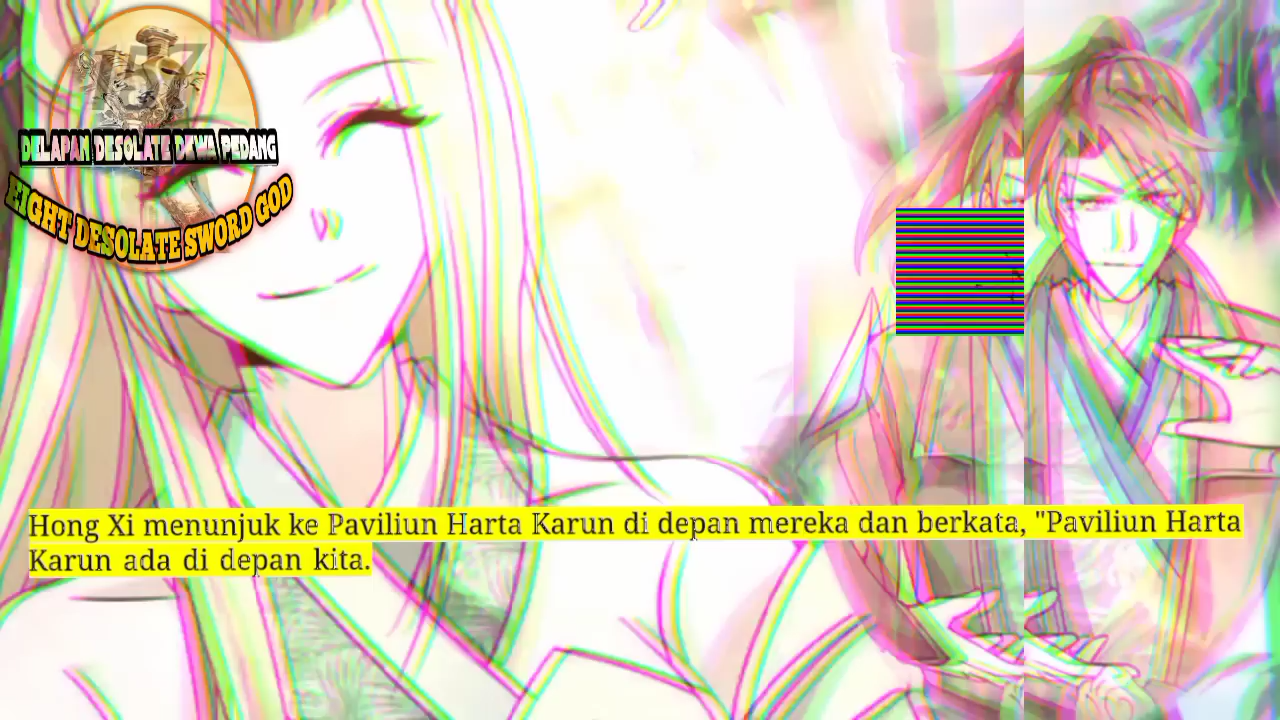 157
DELAPAN DESOLATE DEWA PEDANG
EIGHT DESOLATE SWORD GOD
Hong Xi menunjuk ke Paviliun Harta Karun di depan mereka dan berkata, "Paviliun Harta
Karun ada di depan kita.